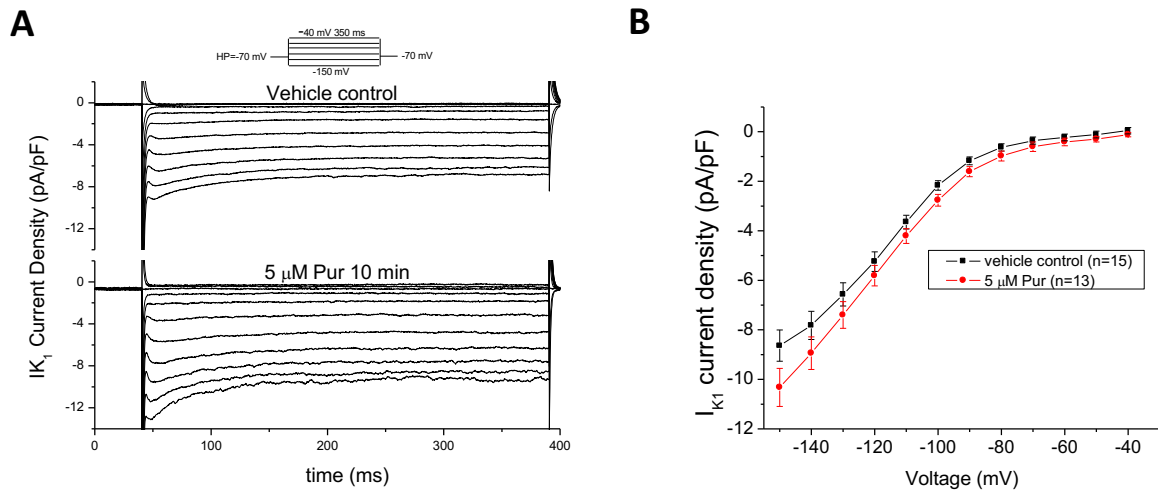 A
−40 mV 350 ms
HP=-70 mV
-70 mV
-150 mV
Vehicle control
0
-4
-8
-12
5 μM Pur 10 min
0
-4
-8
-12
IK1 Current Density (pA/pF)
0
100
200
300
400
time (ms)
B
0
-2
-4
-6
-8
-10
-12
IK1 current density (pA/pF)
vehicle control (n=15)
5 μM Pur (n=13)
-140
-120
-100
-80
-60
-40
Voltage (mV)